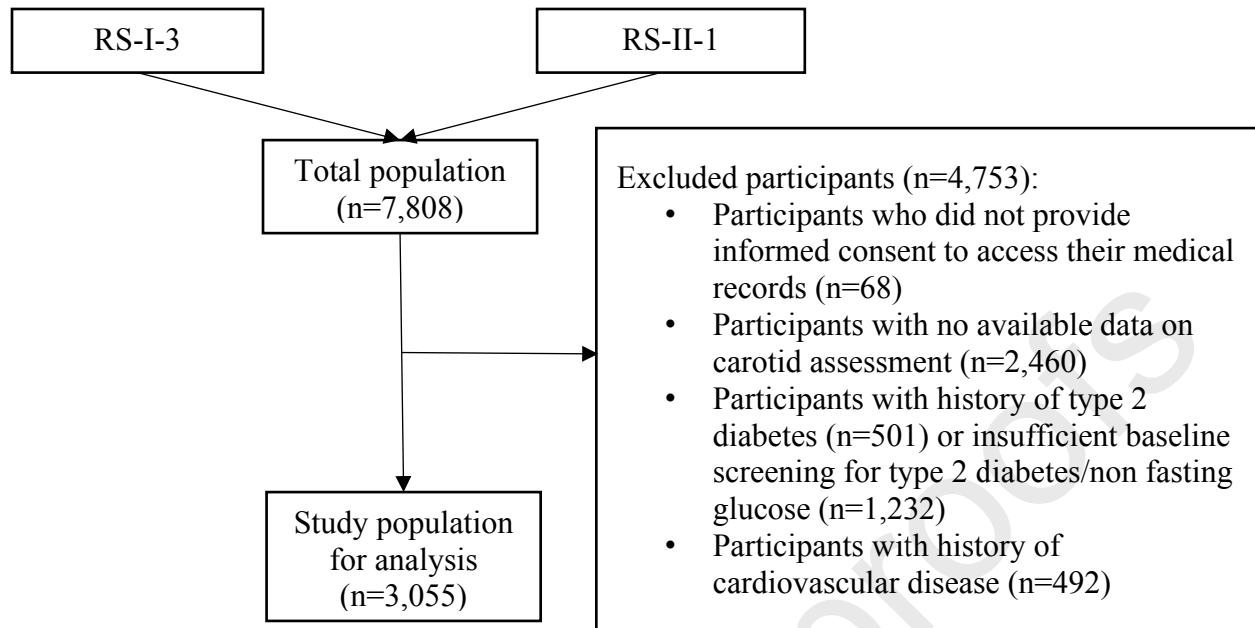 RS-I-3
RS-II-1
Total population
(n=7,808)
Excluded participants (n=4,753):
• Participants who did not provide
informed consent to access their medical
records (n=68)
• Participants with no available data on
carotid assessment (n=2,460)
• Participants with history of type 2
diabetes (n=501) or insufficient baseline
screening for type 2 diabetes/non fasting
glucose (n=1,232)
• Participants with history of
cardiovascular disease (n=492)
Study population
for analysis
(n=3,055)
roofs